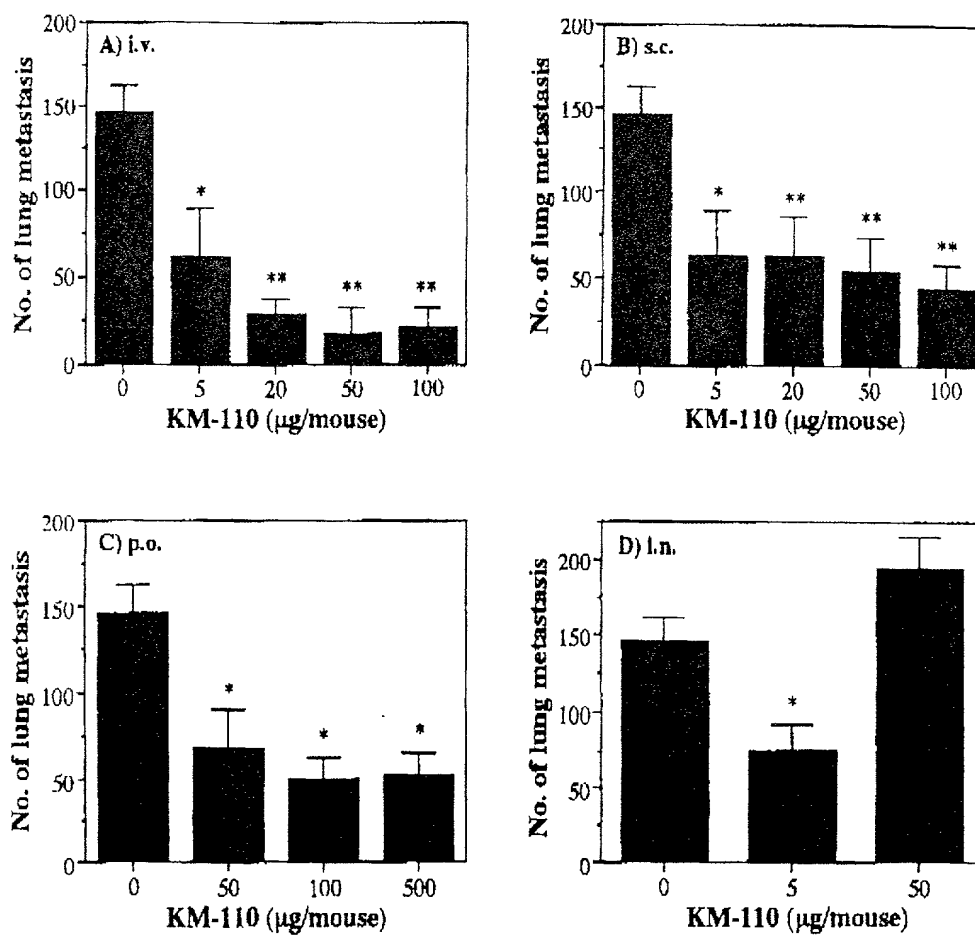 A) i.v.
No. of lung metastasis
200
150
100
50
0
*
**
**
**
0 5 20 50 100
KM-110 (μg/mouse)
B) s.c.
No. of lung metastasis
200
150
100
50
0
*
**
**
**
0 5 20 50 100
KM-110 (μg/mouse)
C) p.o.
No. of lung metastasis
200
150
100
50
0
*
*
*
0 50 100 500
KM-110 (μg/mouse)
D) i.n.
No. of lung metastasis
200
150
100
50
0
*
0 5 50
KM-110 (μg/mouse)